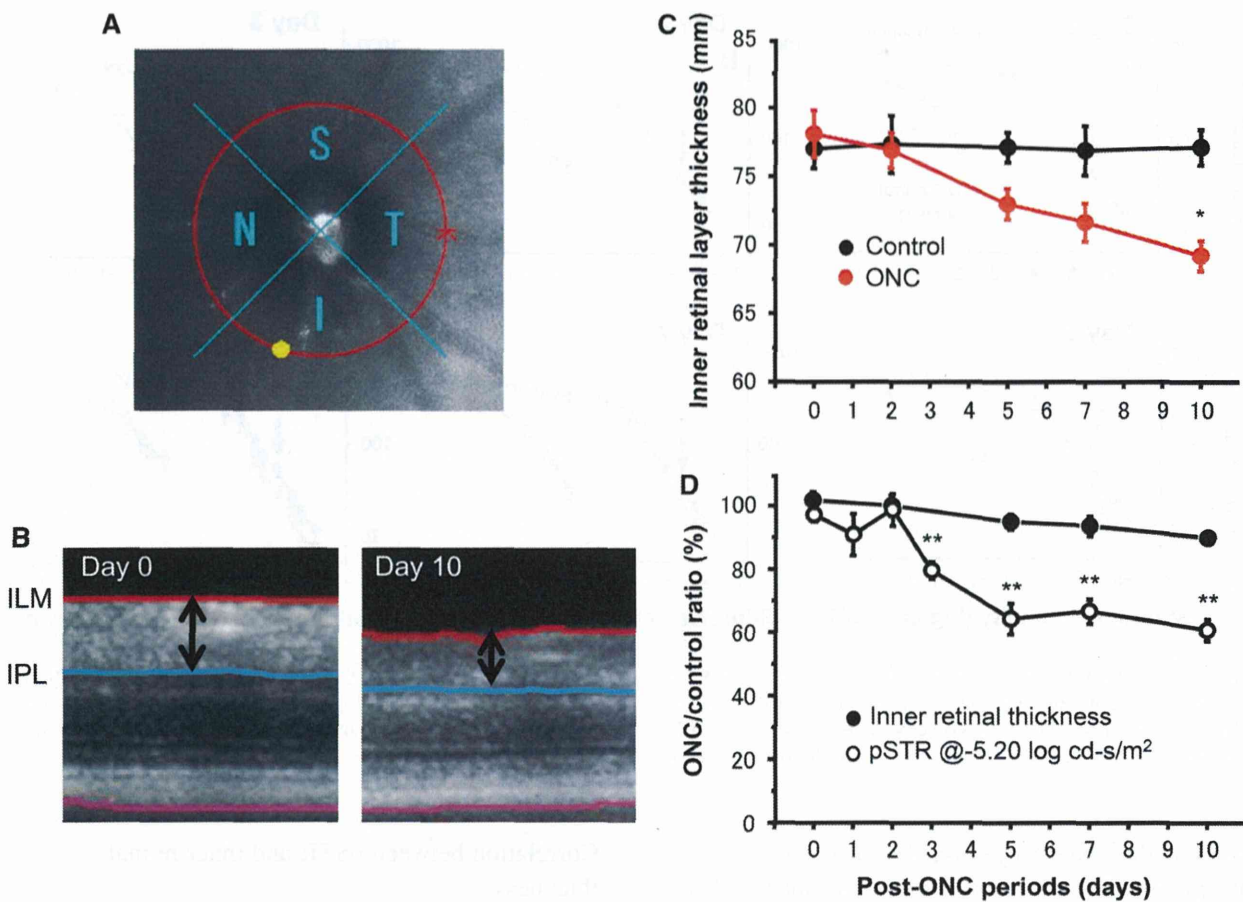 A
S
N
T
I
B
Day 0
Day 10
ILM
IPL
C
Inner retinal layer thickness (mm)
85
80
75
70
65
60
Control
ONC
*
0 1 2 3 4 5 6 7 8 9 10
D
ONC/control ratio (%)
100
80
60
40
20
0
**
**
**
**
Inner retinal thickness
pSTR @-5.20 log cd-s/m²
0 1 2 3 4 5 6 7 8 9 10
Post-ONC periods (days)